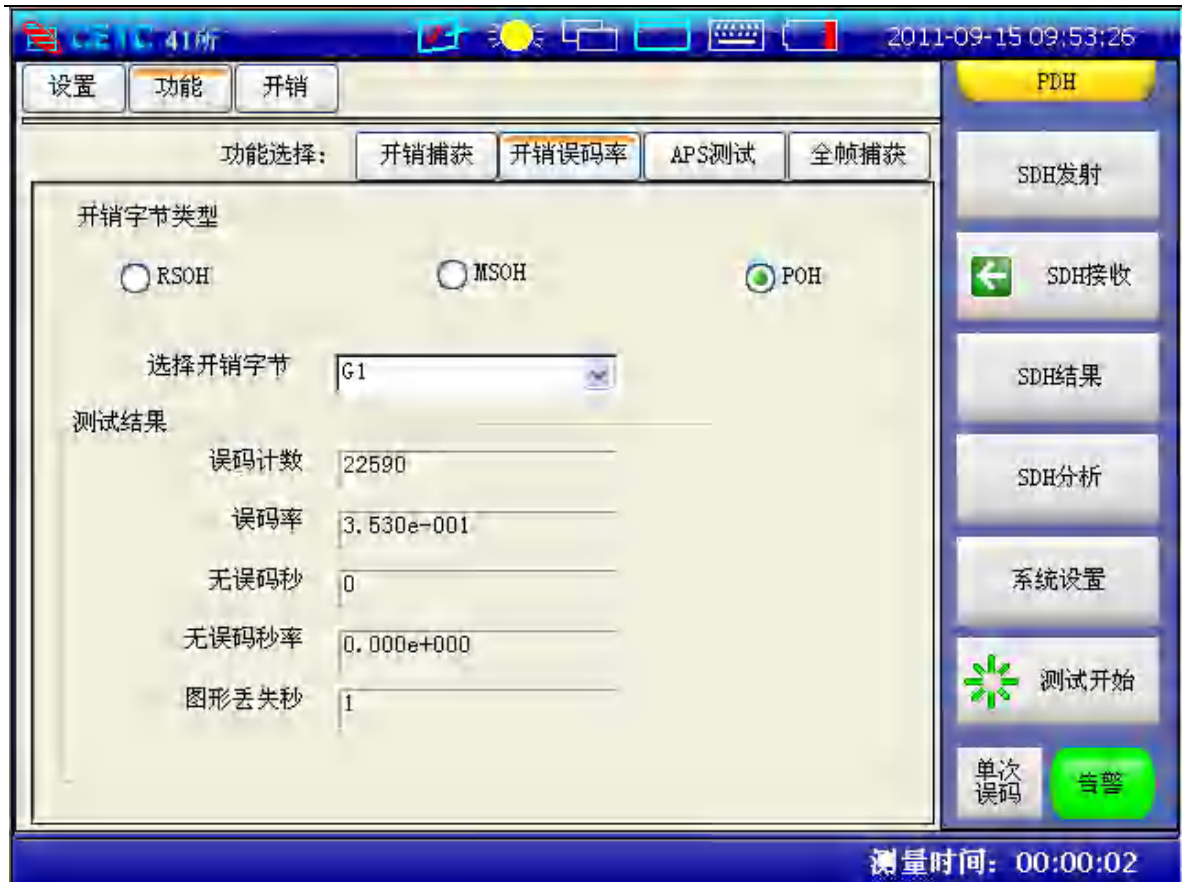 CETC 41所 2011-09-15 09:53:26
设置 功能 开销 PDH
功能选择: 开销捕获 开销误码率 APS测试 全帧捕获
SDH发射
开销字节类型
RSOH MSOH POH
SDH接收
选择开销字节 G1
SDH结果
测试结果
误码计数 22590
SDH分析
误码率 3.530e-001
无误码秒 0
系统设置
无误码秒率 0.000e+000
图形丢失秒 1
测试开始
单次
误码
告警
测量时间: 00:00:02